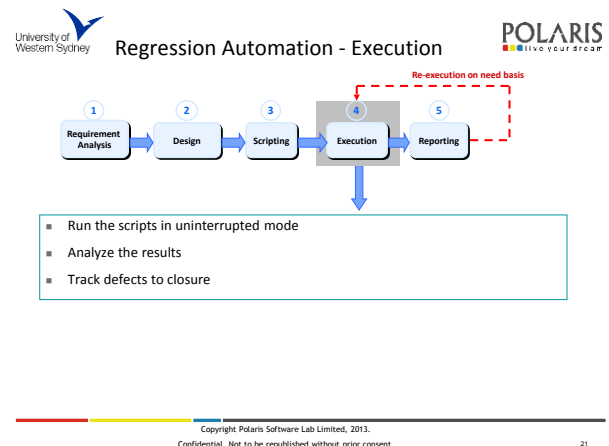 University of
Western Sydney
Regression Automation - Execution
POLARIS
live your dream
Re-execution on need basis
1
2
3
4
5
Requirement
Analysis
Design
Scripting
Execution
Reporting
Run the scripts in uninterrupted mode
Analyze the results
Track defects to closure
Copyright Polaris Software Lab Limited, 2013.
Confidential. Not to be republished without prior consent
21